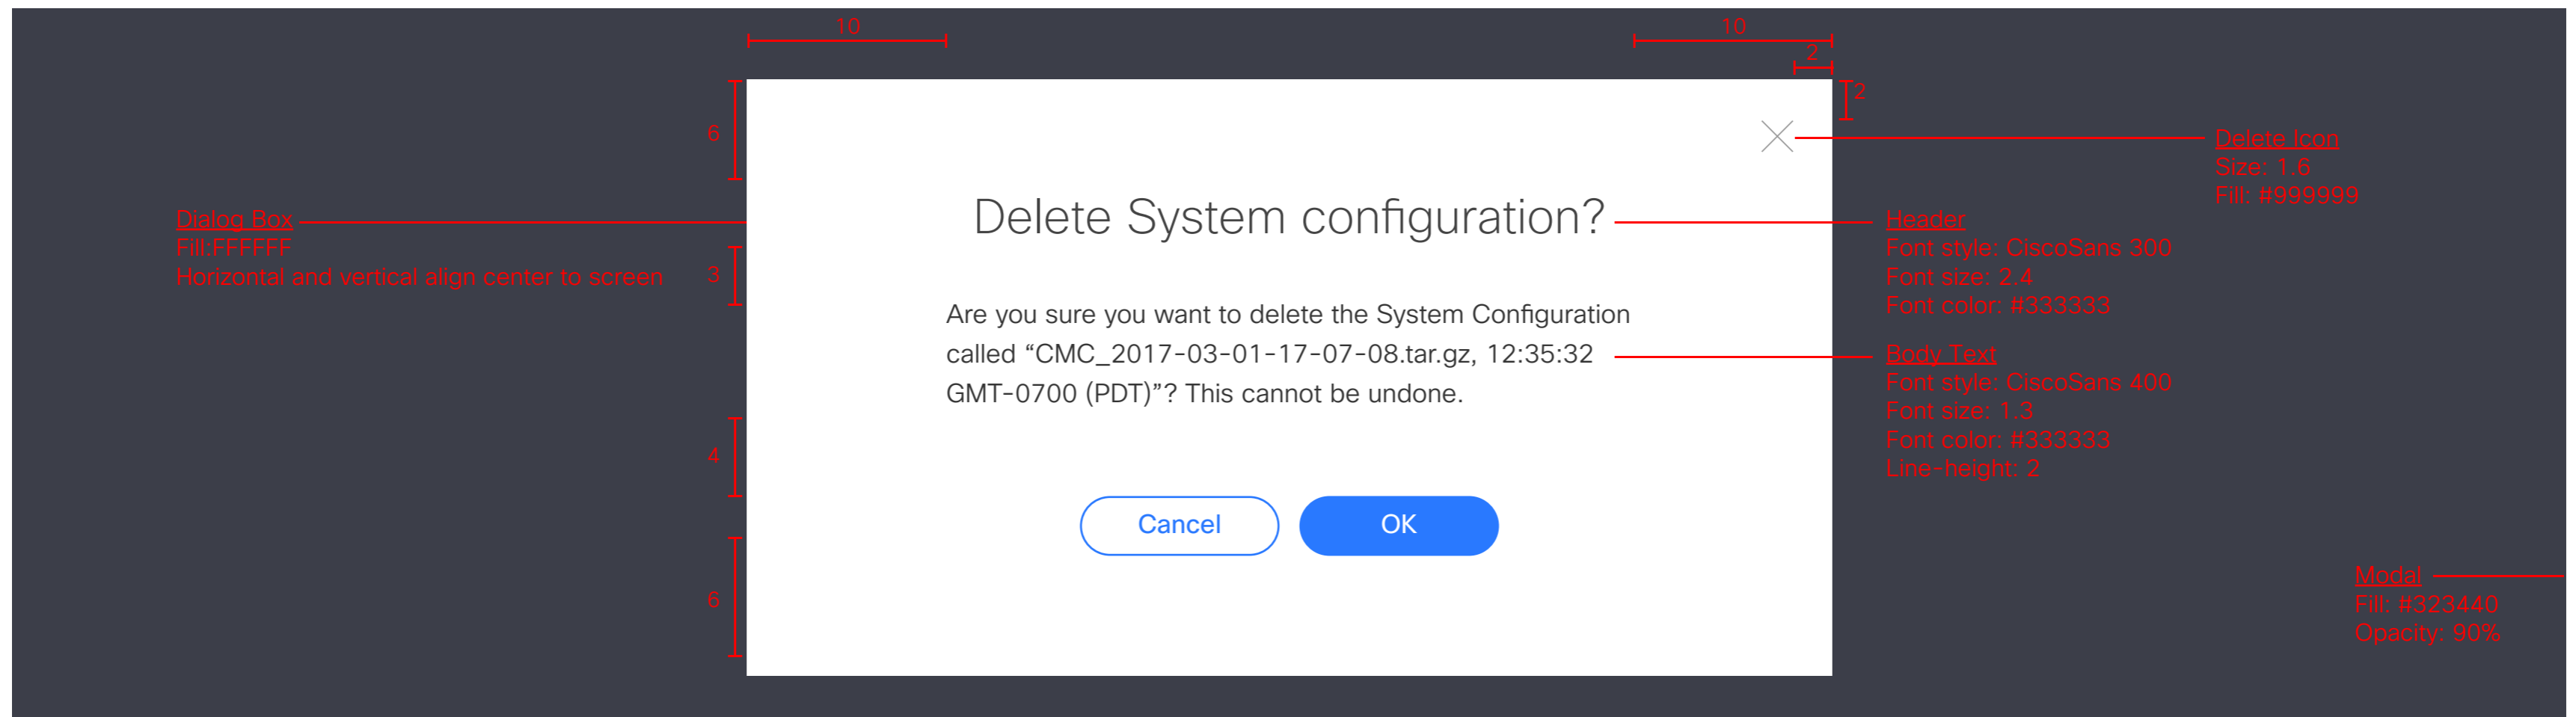 10
10
2
2
6
Delete Icon
Size: 1.6
Fill: #999999
Dialog Box
Fill:FFFFFF
Horizontal and vertical align center to screen
Delete System configuration?
Header
Font style: CiscoSans 300
Font size: 2.4
Font color: #333333
3
Are you sure you want to delete the System Configuration
called “CMC_2017-03-01-17-07-08.tar.gz, 12:35:32
GMT-0700 (PDT)”? This cannot be undone.
Body Text
Font style: CiscoSans 400
Font size: 1.3
Font color: #333333
Line-height: 2
4
Cancel
OK
6
Modal
Fill: #323440
Opacity: 90%